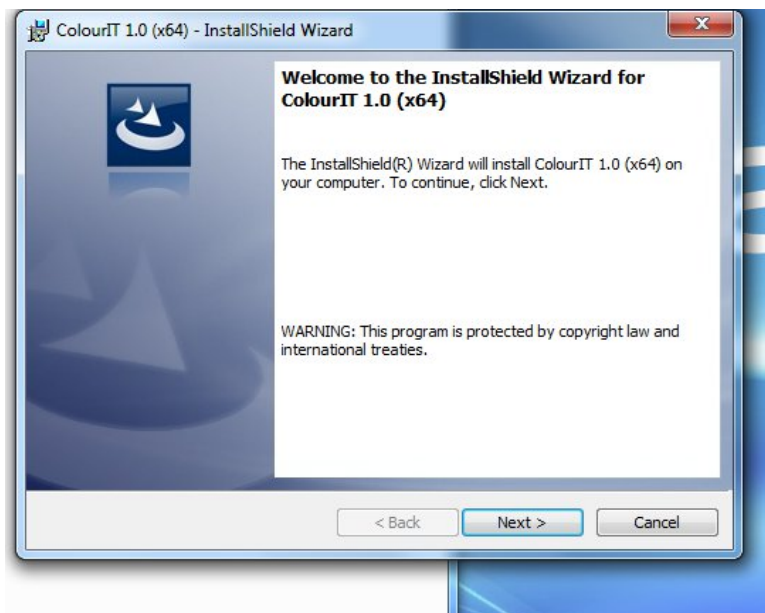 ColourIT 1.0 (x64) - InstallShield Wizard
Welcome to the InstallShield Wizard for
ColourIT 1.0 (x64)
The InstallShield(R) Wizard will install ColourIT 1.0 (x64) on
your computer. To continue, click Next.
WARNING: This program is protected by copyright law and
international treaties.
< Back
Next >
Cancel